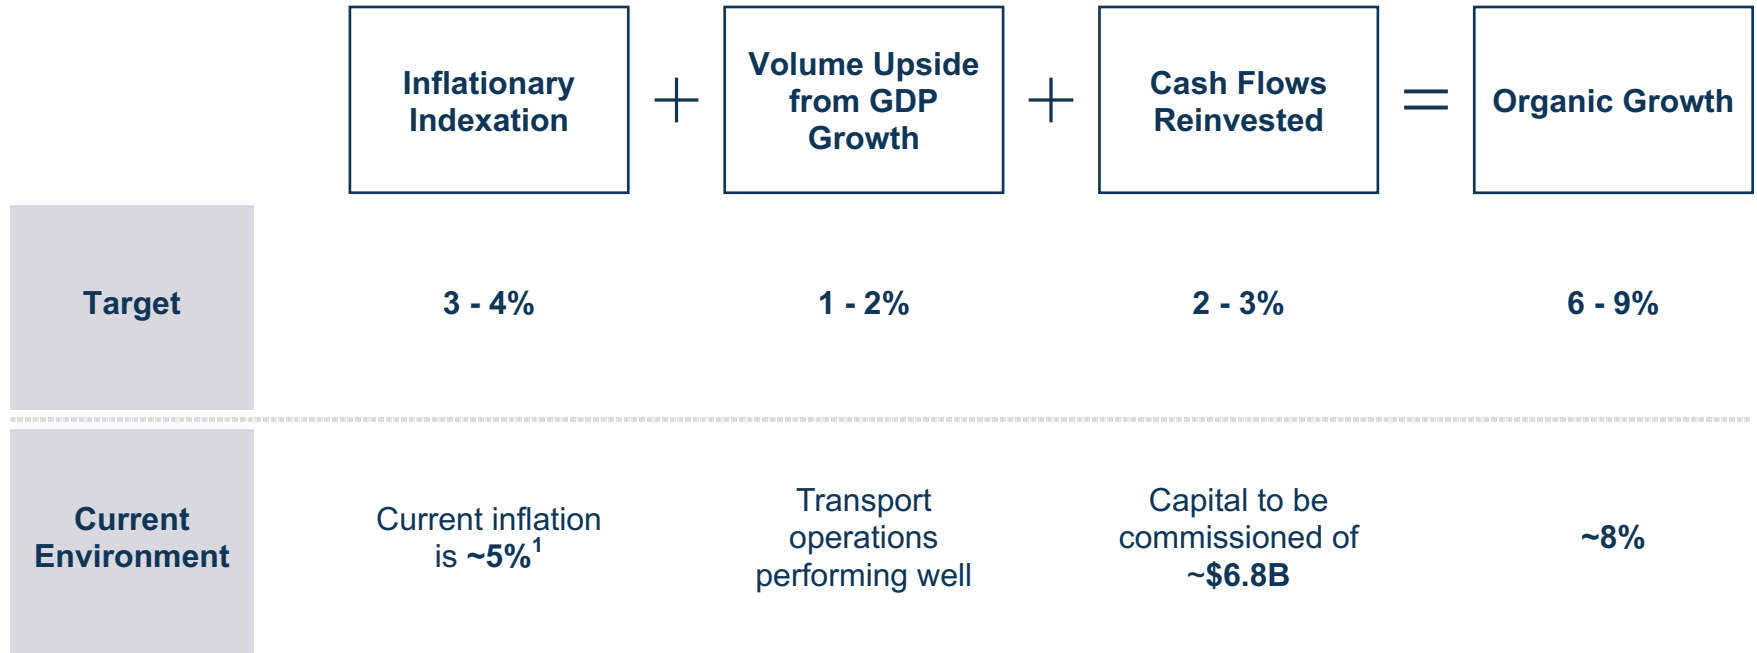 Inflationary
Indexation
+
Volume Upside
from GDP
Growth
+
Cash Flows
Reinvested
=
Organic Growth
Target
3 - 4%
1 - 2%
2 - 3%
6 - 9%
Current
Environment
Current inflation
is ~5%¹
Transport
operations
performing well
Capital to be
commissioned of
~$6.8B
~8%